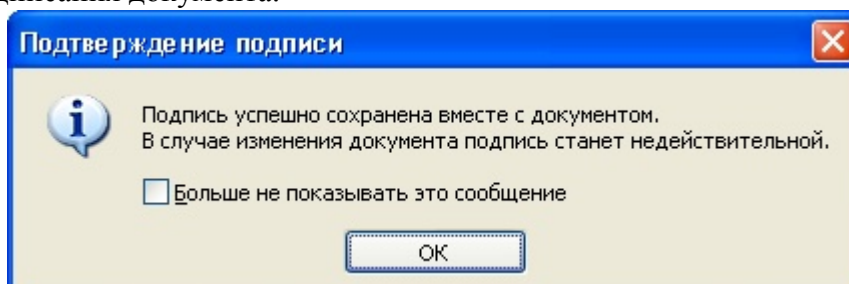 документа.
Подтверждение подписи
Подпись успешно сохранена вместе с документом.
В случае изменения документа подпись станет недействительной.
Больше не показывать это сообщение
ОК